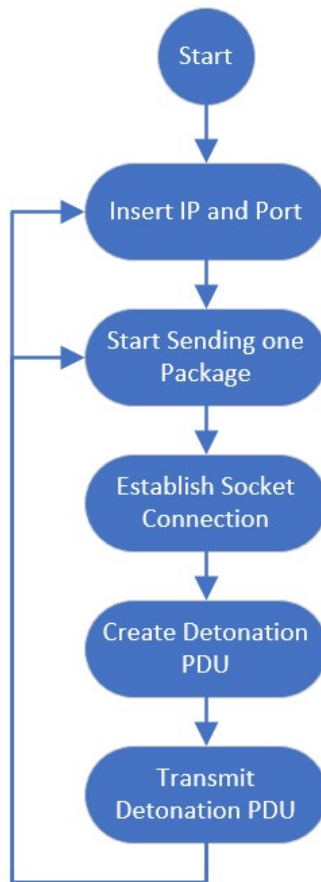 Start
Insert IP and Port
Start Sending one
Package
Establish Socket
Connection
Create Detonation
PDU
Transmit
Detonation PDU